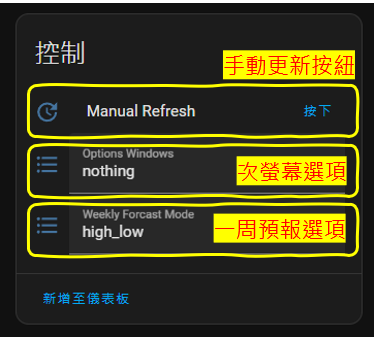 控制
手動更新按紐
Manual Refresh
按下
Options Windows
nothing
次螢幕選項
Weekly Forcast Mode
high_low
一周預報選項
新增至儀表板